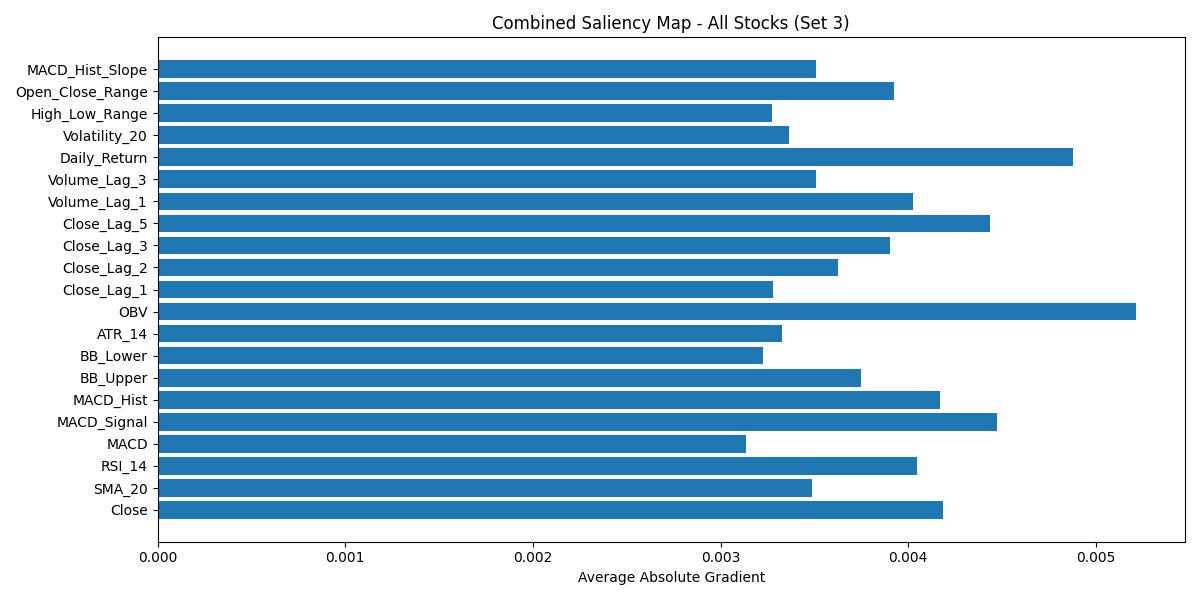 Combined Saliency Map - All Stocks (Set 3)
MACD_Hist_Slope
Open_Close_Range
High_Low_Range
Volatility_20
Daily_Return
Volume_Lag_3
Volume_Lag_1
Close_Lag_5
Close_Lag_3
Close_Lag_2
Close_Lag_1
OBV
ATR_14
BB_Lower
BB_Upper
MACD_Hist
MACD_Signal
MACD
RSI_14
SMA_20
Close
0.000 0.001 0.002 0.003 0.004 0.005
Average Absolute Gradient